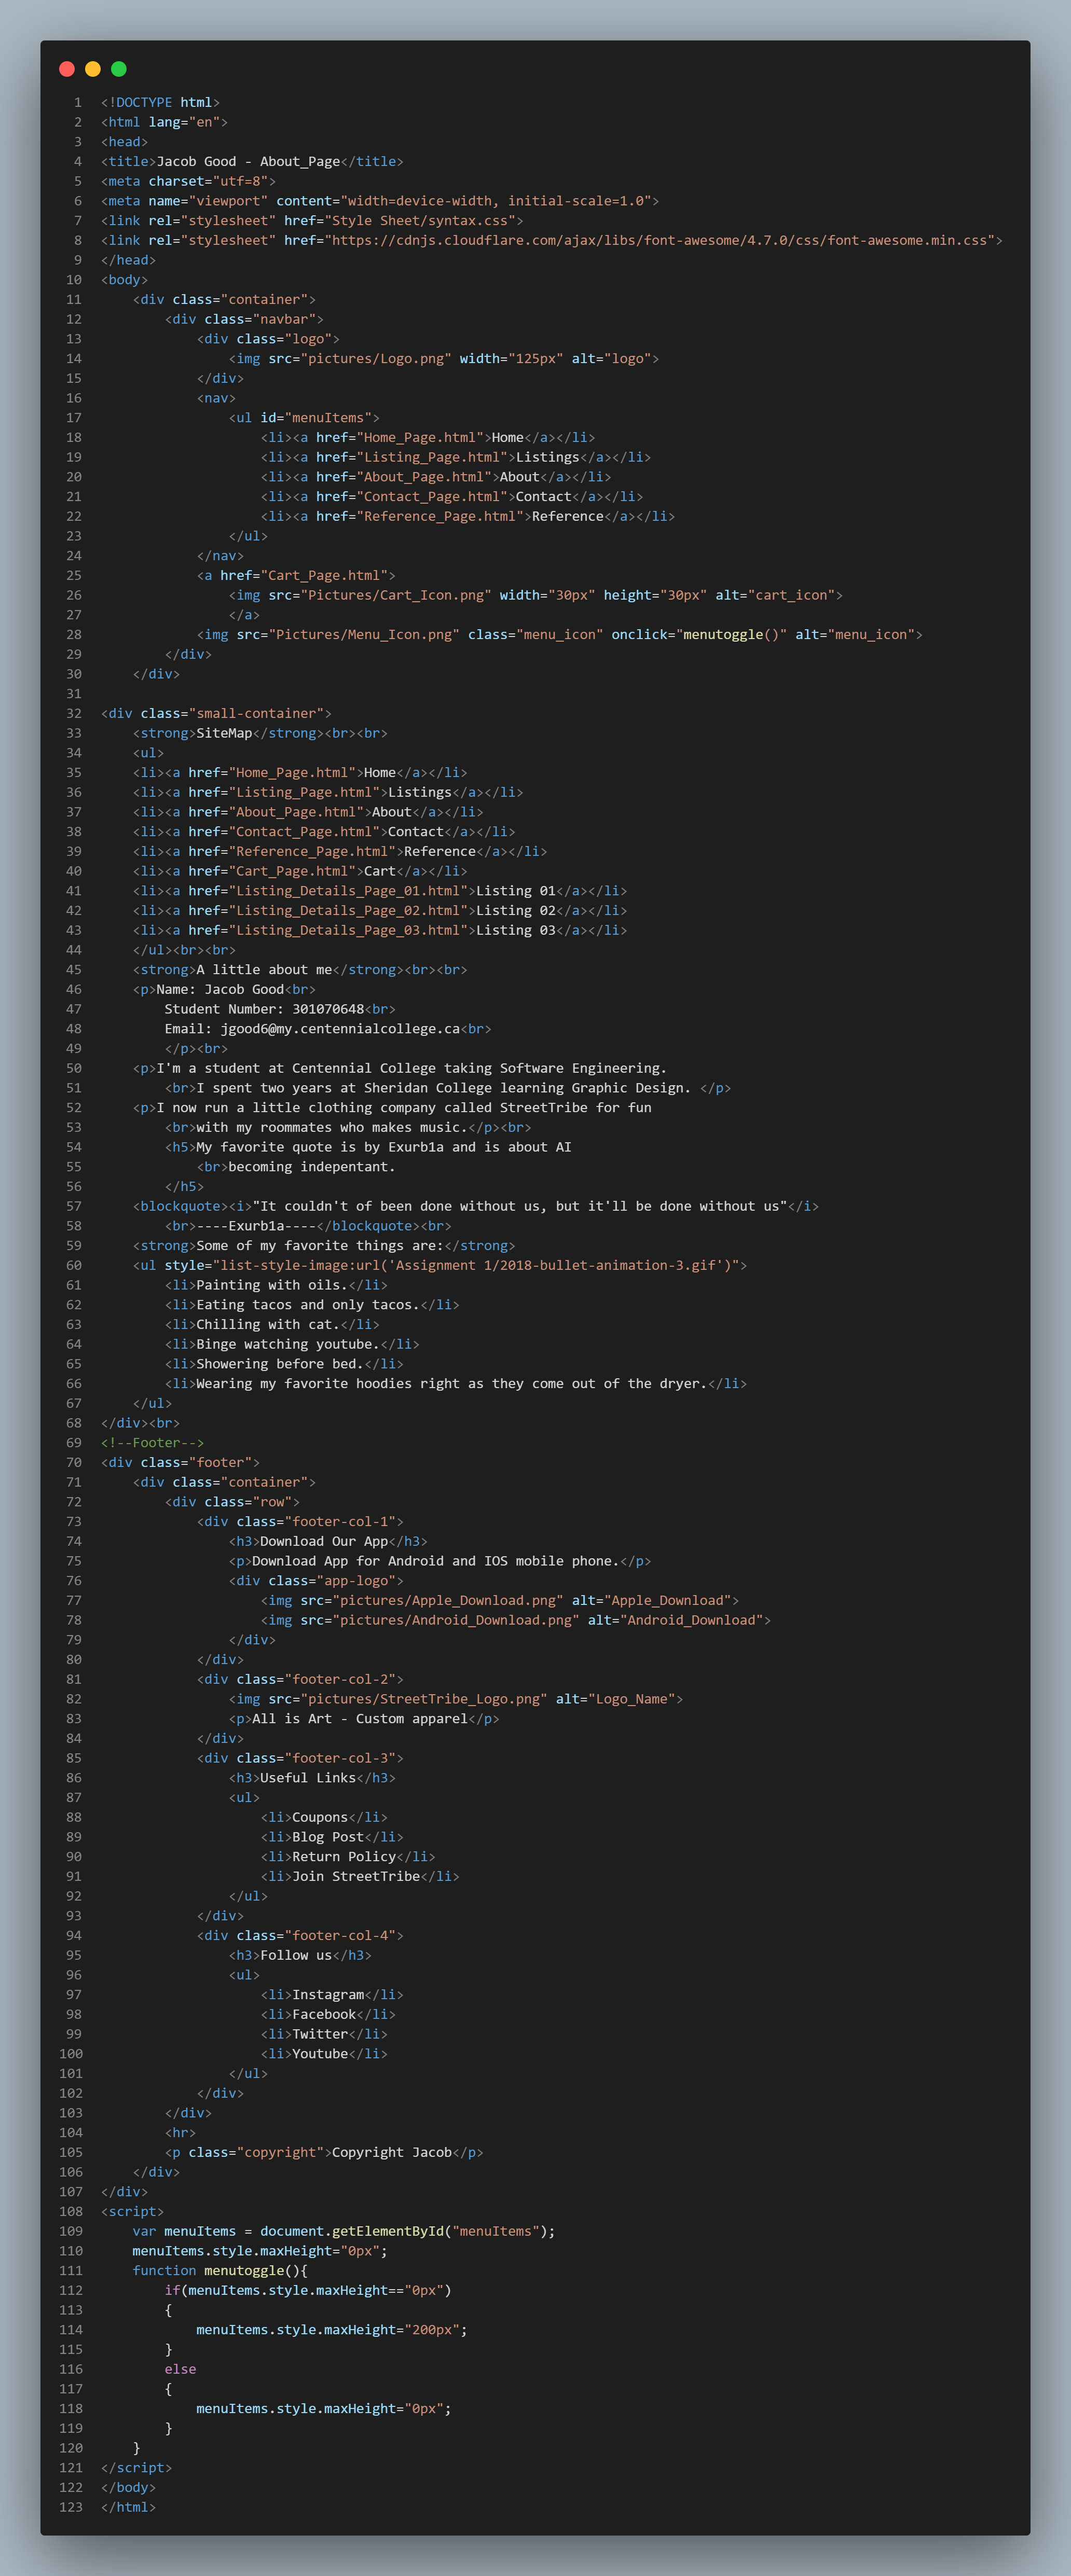 1 <!DOCTYPE html>
2 <html lang="en">
3 <head>
4 <title>Jacob Good - About_Page</title>
5 <meta charset="utf=8">
6 <meta name="viewport" content="width=device-width, initial-scale=1.0">
7 <link rel="stylesheet" href="Style Sheet/syntax.css">
8 <link rel="stylesheet" href="https://cdnjs.cloudflare.com/ajax/libs/font-awesome/4.7.0/css/font-awesome.min.css">
9 </head>
10 <body>
11     <div class="container">
12         <div class="navbar">
13             <div class="logo">
14                 <img src="pictures/Logo.png" width="125px" alt="logo">
15             </div>
16             <nav>
17                 <ul id="menuItems">
18                     <li><a href="Home_Page.html">Home</a></li>
19                     <li><a href="Listing_Page.html">Listings</a></li>
20                     <li><a href="About_Page.html">About</a></li>
21                     <li><a href="Contact_Page.html">Contact</a></li>
22                     <li><a href="Reference_Page.html">Reference</a></li>
23                 </ul>
24             </nav>
25             <a href="Cart_Page.html">
26                 <img src="Pictures/Cart_Icon.png" width="30px" height="30px" alt="cart_icon">
27                 </a>
28             <img src="Pictures/Menu_Icon.png" class="menu_icon" onclick="menutoggle()" alt="menu_icon">
29         </div>
30     </div>
31
32 <div class="small-container">
33     <strong>SiteMap</strong><br><br>
34     <ul>
35     <li><a href="Home_Page.html">Home</a></li>
36     <li><a href="Listing_Page.html">Listings</a></li>
37     <li><a href="About_Page.html">About</a></li>
38     <li><a href="Contact_Page.html">Contact</a></li>
39     <li><a href="Reference_Page.html">Reference</a></li>
40     <li><a href="Cart_Page.html">Cart</a></li>
41     <li><a href="Listing_Details_Page_01.html">Listing 01</a></li>
42     <li><a href="Listing_Details_Page_02.html">Listing 02</a></li>
43     <li><a href="Listing_Details_Page_03.html">Listing 03</a></li>
44     </ul><br><br>
45     <strong>A little about me</strong><br><br>
46     <p>Name: Jacob Good<br>
47         Student Number: 301070648<br>
48         Email: jgood6@my.centennialcollege.ca<br>
49         </p><br>
50     <p>I'm a student at Centennial College taking Software Engineering.
51         <br>I spent two years at Sheridan College learning Graphic Design. </p>
52     <p>I now run a little clothing company called StreetTribe for fun
53         <br>with my roommates who makes music.</p><br>
54         <h5>My favorite quote is by Exurb1a and is about AI
55             <br>becoming indepentant.
56         </h5>
57     <blockquote><i>"It couldn't of been done without us, but it'll be done without us"</i>
58         <br>----Exurb1a----</blockquote><br>
59     <strong>Some of my favorite things are:</strong>
60     <ul style="list-style-image:url('Assignment 1/2018-bullet-animation-3.gif')">
61         <li>Painting with oils.</li>
62         <li>Eating tacos and only tacos.</li>
63         <li>Chilling with cat.</li>
64         <li>Binge watching youtube.</li>
65         <li>Showering before bed.</li>
66         <li>Wearing my favorite hoodies right as they come out of the dryer.</li>
67     </ul>
68 </div><br>
69 <!--Footer-->
70 <div class="footer">
71     <div class="container">
72         <div class="row">
73             <div class="footer-col-1">
74                 <h3>Download Our App</h3>
75                 <p>Download App for Android and IOS mobile phone.</p>
76                 <div class="app-logo">
77                     <img src="pictures/Apple_Download.png" alt="Apple_Download">
78                     <img src="pictures/Android_Download.png" alt="Android_Download">
79                 </div>
80             </div>
81             <div class="footer-col-2">
82                 <img src="pictures/StreetTribe_Logo.png" alt="Logo_Name">
83                 <p>All is Art - Custom apparel</p>
84             </div>
85             <div class="footer-col-3">
86                 <h3>Useful Links</h3>
87                 <ul>
88                     <li>Coupons</li>
89                     <li>Blog Post</li>
90                     <li>Return Policy</li>
91                     <li>Join StreetTribe</li>
92                 </ul>
93             </div>
94             <div class="footer-col-4">
95                 <h3>Follow us</h3>
96                 <ul>
97                     <li>Instagram</li>
98                     <li>Facebook</li>
99                     <li>Twitter</li>
100                     <li>Youtube</li>
101                 </ul>
102             </div>
103         </div>
104         <hr>
105         <p class="copyright">Copyright Jacob</p>
106     </div>
107 </div>
108 <script>
109     var menuItems = document.getElementById("menuItems");
110     menuItems.style.maxHeight="0px";
111     function menutoggle(){
112         if(menuItems.style.maxHeight=="0px")
113         {
114             menuItems.style.maxHeight="200px";
115         }
116         else
117         {
118             menuItems.style.maxHeight="0px";
119         }
120     }
121 </script>
122 </body>
123 </html>